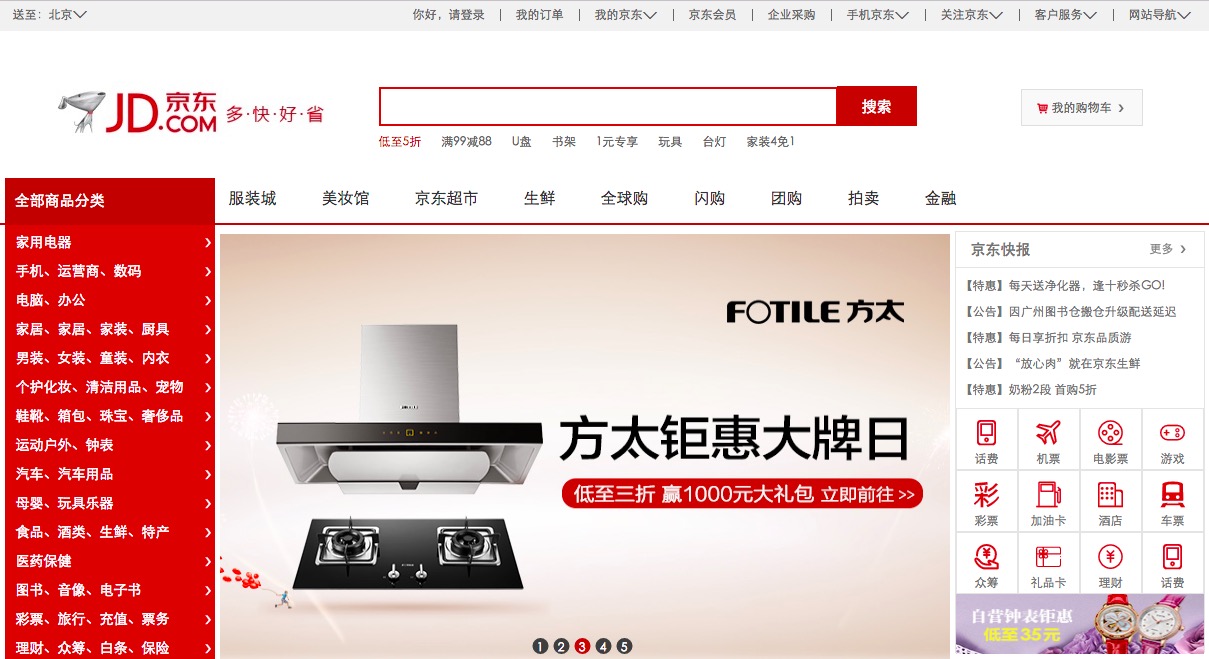 送至：北京
你好，请登录 我的订单 我的京东 京东会员 企业采购 手机京东 关注京东 客户服务 网站导航
JD.COM 京东
多·快·好·省
搜索
我的购物车 >
低至5折 满99减88 U盘 书架 1元专享 玩具 台灯 家装4免1
全部商品分类
服装城 美妆馆 京东超市 生鲜 全球购 闪购 团购 拍卖 金融
家用电器 >
手机、运营商、数码 >
电脑、办公 >
家居、家居、家装、厨具 >
男装、女装、童装、内衣 >
个护化妆、清洁用品、宠物 >
鞋靴、箱包、珠宝、奢侈品 >
运动户外、钟表 >
汽车、汽车用品 >
母婴、玩具乐器 >
食品、酒类、生鲜、特产 >
医药保健 >
图书、音像、电子书 >
彩票、旅行、充值、票务 >
理财、众筹、白条、保险 >
FOTILE 方太
方太钜惠大牌日
低至三折 赢1000元大礼包 立即前往 >>
1 2 3 4 5
京东快报 更多 >
【特惠】每天送净化器，逢十秒杀GO!
【公告】因广州图书仓搬仓升级配送延迟
【特惠】每日享折扣 京东品质游
【公告】“放心肉”就在京东生鲜
【特惠】奶粉2段 首购5折
话费 机票 电影票 游戏
彩
彩票 加油卡 酒店 车票
众筹 礼品卡 理财 话费
自营钟表钜惠
低至35元